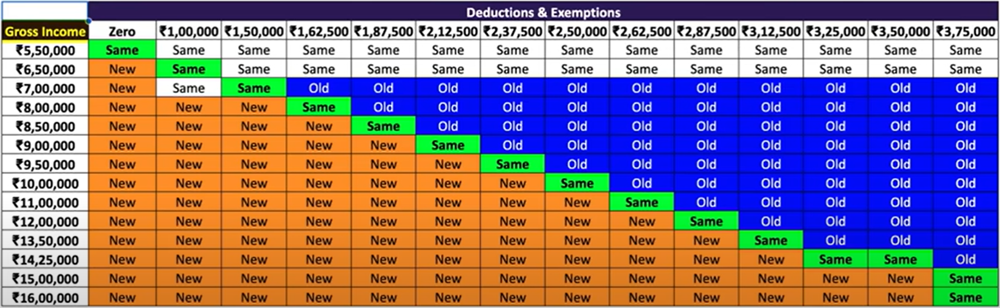 Deductions & Exemptions
Gross Income Zero ₹1,00,000 ₹1,50,000 ₹1,62,500 ₹1,87,500 ₹2,12,500 ₹2,37,500 ₹2,50,000 ₹2,62,500 ₹2,87,500 ₹3,12,500 ₹3,25,000 ₹3,50,000 ₹3,75,000
₹5,50,000 Same Same Same Same Same Same Same Same Same Same Same Same Same Same
₹6,50,000 New Same Same Same Same Same Same Same Same Same Same Same Same Same
₹7,00,000 New Same Same Old Old Old Old Old Old Old Old Old Old Old
₹8,00,000 New New New Same Old Old Old Old Old Old Old Old Old Old
₹8,50,000 New New New New Same Old Old Old Old Old Old Old Old Old
₹9,00,000 New New New New New Same Old Old Old Old Old Old Old Old
₹9,50,000 New New New New New New Same Old Old Old Old Old Old Old
₹10,00,000 New New New New New New New Same Old Old Old Old Old Old
₹11,00,000 New New New New New New New New Same Old Old Old Old Old
₹12,00,000 New New New New New New New New New Same Old Old Old Old
₹13,50,000 New New New New New New New New New New Same Old Old Old
₹14,25,000 New New New New New New New New New New New Same Same Old
₹15,00,000 New New New New New New New New New New New New New Same
₹16,00,000 New New New New New New New New New New New New New Same